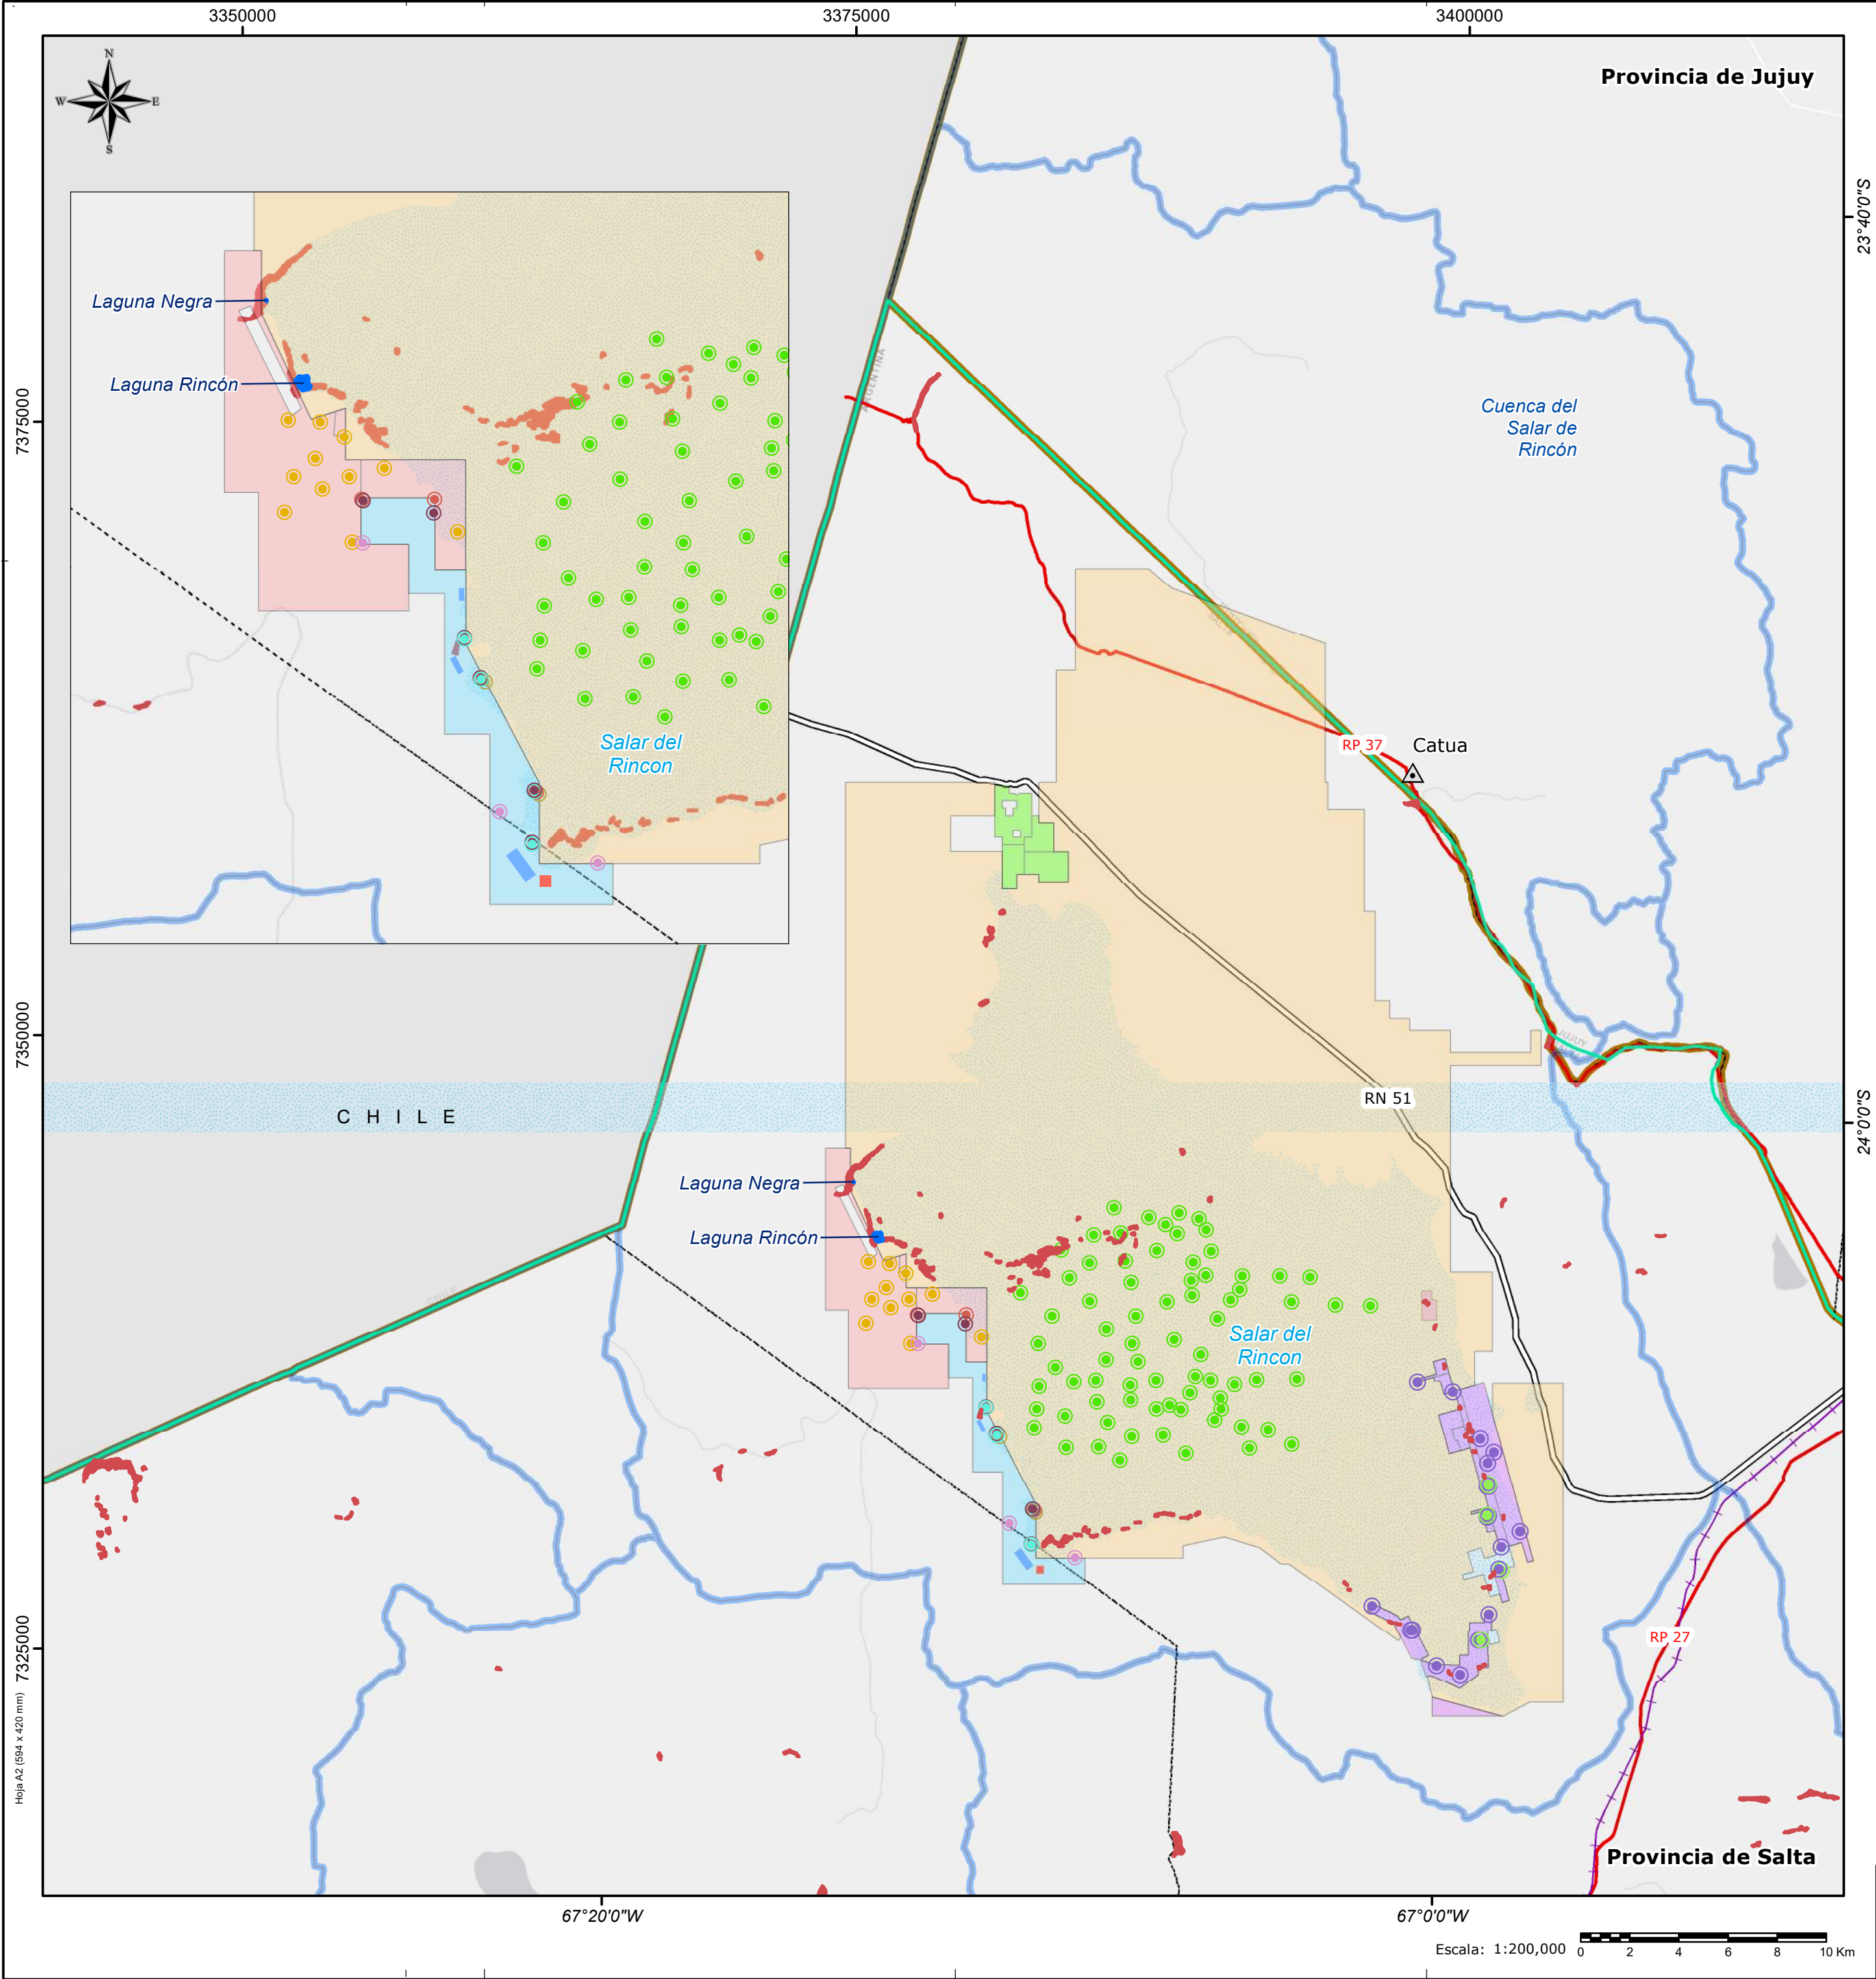 3350000
3375000
3400000
N
W
E
S
Provincia de Jujuy
23°40'0"S
Laguna Negra
Laguna Rincón
ARGENTINA
7375000
Cuenca del
Salar de
Rincón
Salar del
Rincon
RP 37
Catua
7350000
JUJUY
SALTA
RN 51
C H I L E
24°0'0"S
Laguna Negra
Laguna Rincón
Salar del
Rincon
7325000
RP 27
Hoja A2 (594 x 420 mm)
Provincia de Salta
67°20'0"W
67°0'0"W
Escala: 1:200,000
0 2 4 6 8 10 Km